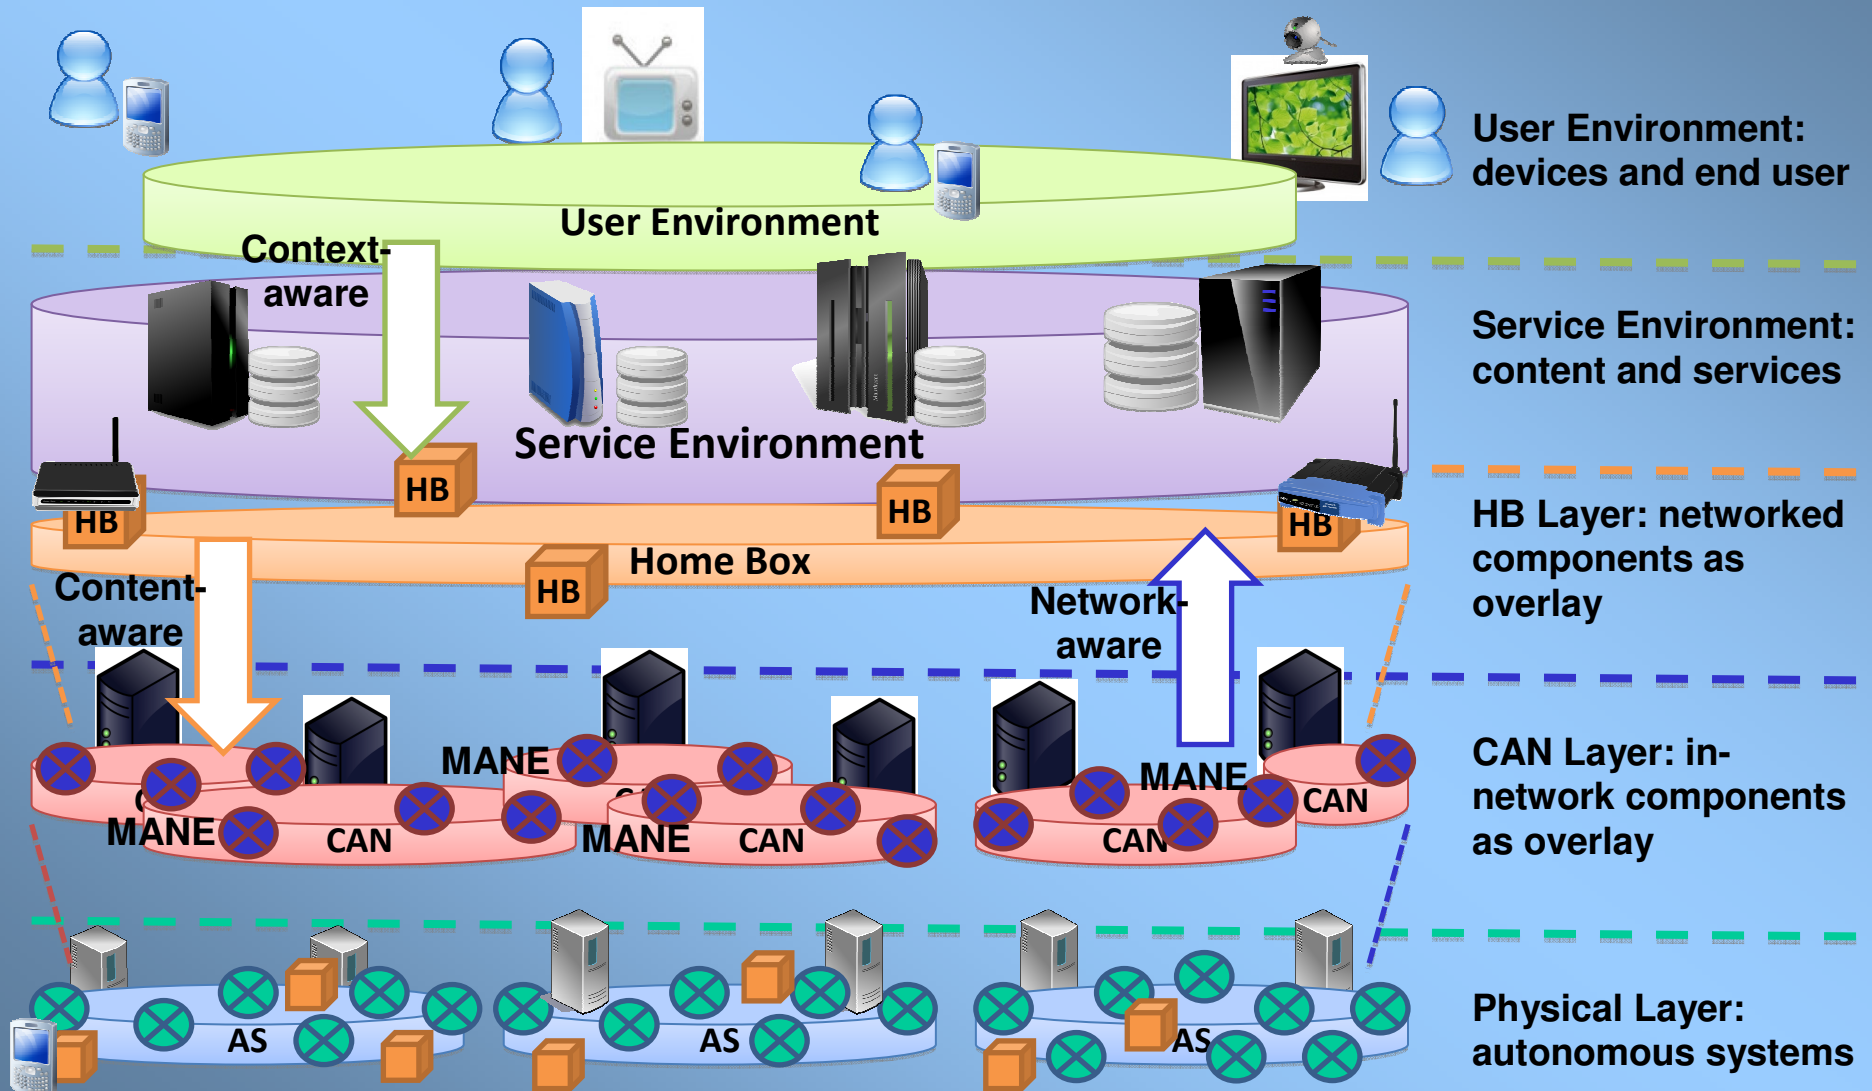 User Environment:
devices and end user
User Environment
Context-
aware
Service Environment:
content and services
Service Environment
HB
HB
HB
HB
HB
Home Box
HB Layer: networked
components as
overlay
Content-
aware
Network-
aware
MANE
MANE
MANE
MANE
CAN
CAN
CAN
CAN
CAN Layer: in-
network components
as overlay
AS
AS
AS
Physical Layer:
autonomous systems